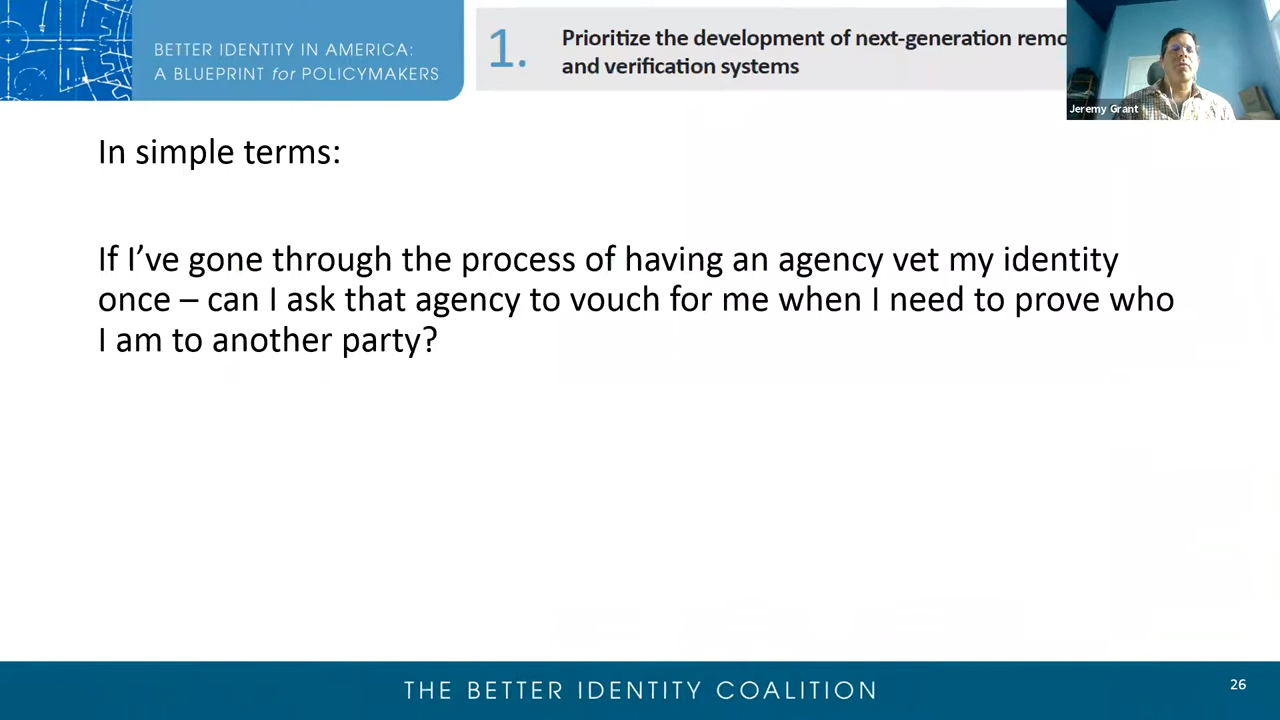 BETTER IDENTITY IN AMERICA:
A BLUEPRINT for POLICYMAKERS
1.
Prioritize the development of next-generation
and verification systems
Jeremy Grant
In simple terms:
If I’ve gone through the process of having an agency vet my identity
once – can I ask that agency to vouch for me when I need to prove who
I am to another party?
THE BETTER IDENTITY COALITION
26